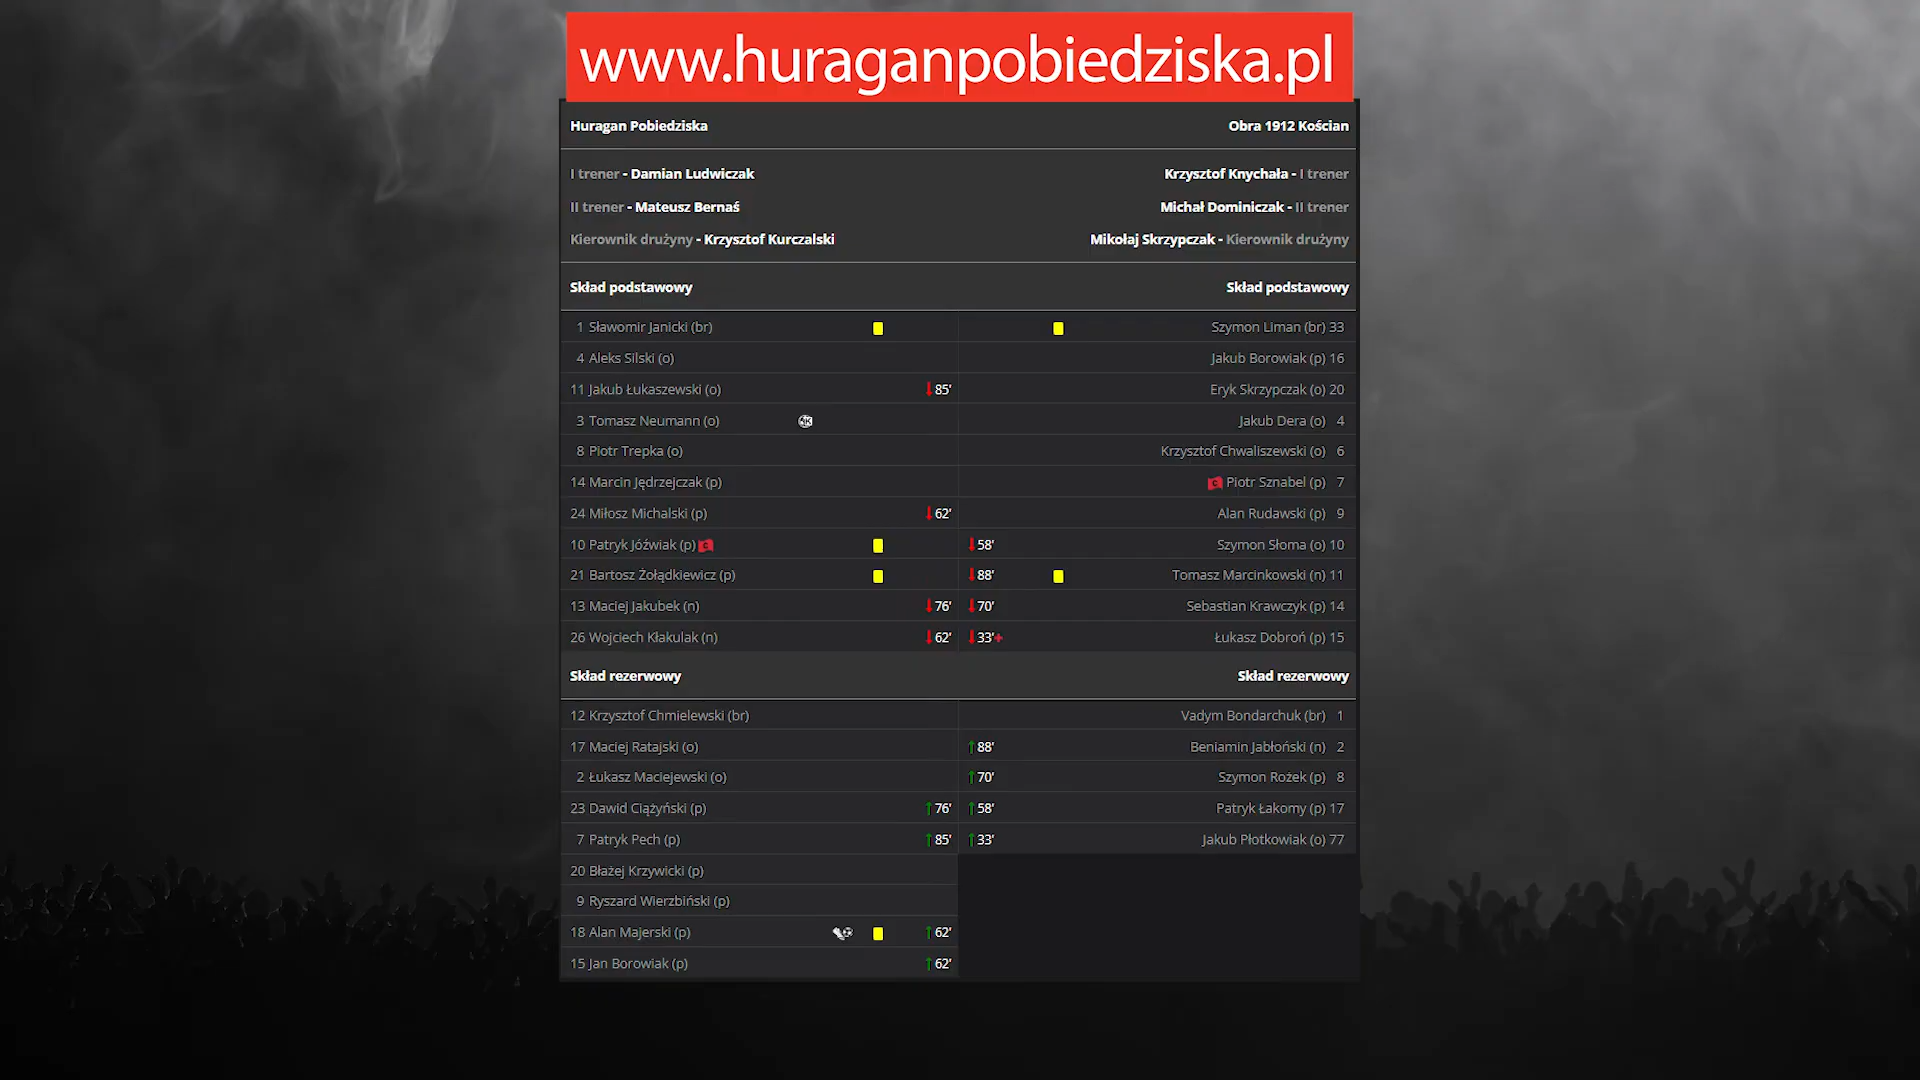 www.huraganpobiedziska.pl
Huragan Pobiedziska Obra 1912 Kościan
I trener - Damian Ludwiczak Krzysztof Knychała - I trener
II trener - Mateusz Bernaś Michał Dominiczak - II trener
Kierownik drużyny - Krzysztof Kurczalski Mikołaj Skrzypczak - Kierownik drużyny
Skład podstawowy Skład podstawowy
1 Sławomir Janicki (br) Szymon Liman (br) 33
4 Aleks Silski (o) Jakub Borowiak (p) 16
11 Jakub Łukaszewski (o) 85' Eryk Skrzypczak (o) 20
3 Tomasz Neumann (o) Jakub Dera (o) 4
8 Piotr Trepka (o) Krzysztof Chwaliszewski (o) 6
14 Marcin Jędrzejczak (p) C Piotr Sznabel (p) 7
24 Miłosz Michalski (p) 62' Alan Rudawski (p) 9
10 Patryk Jóźwiak (p) C 58' Szymon Słoma (o) 10
21 Bartosz Żołądkiewicz (p) 88' Tomasz Marcinkowski (n) 11
13 Maciej Jakubek (n) 76' 70' Sebastian Krawczyk (p) 14
26 Wojciech Kłakulak (n) 62' 33'+ Łukasz Dobroń (p) 15
Skład rezerwowy Skład rezerwowy
12 Krzysztof Chmielewski (br) Vadym Bondarchuk (br) 1
17 Maciej Ratajski (o) 88' Beniamin Jabłoński (n) 2
2 Łukasz Maciejewski (o) 70' Szymon Rożek (p) 8
23 Dawid Ciążyński (p) 76' 58' Patryk Łakomy (p) 17
7 Patryk Pech (p) 85' 33' Jakub Płotkowiak (o) 77
20 Błażej Krzywicki (p)
9 Ryszard Wierzbiński (p)
18 Alan Majerski (p) 62'
15 Jan Borowiak (p) 62'